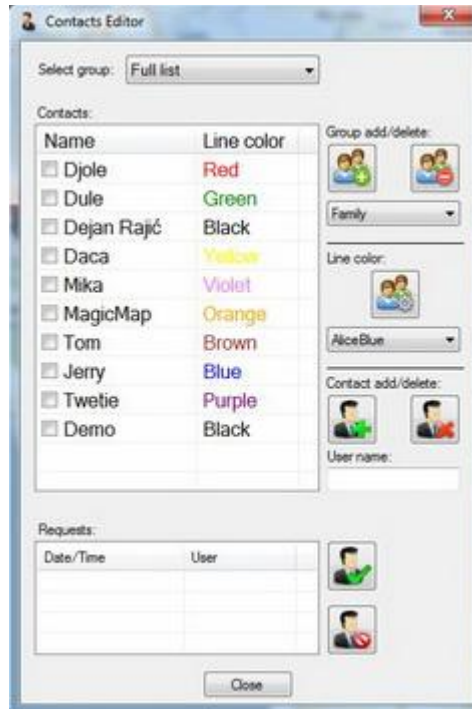 Contacts Editor
Select group: Full list
Contacts:
Name Line color
Djole Red
Dule Green
Dejan Rajić Black
Daca Yellow
Mika Violet
MagicMap Orange
Tom Brown
Jerry Blue
Twetie Purple
Demo Black
Group add/delete:
Family
Line color:
AliceBlue
Contact add/delete:
User name:
Requests:
Date/Time User
Close